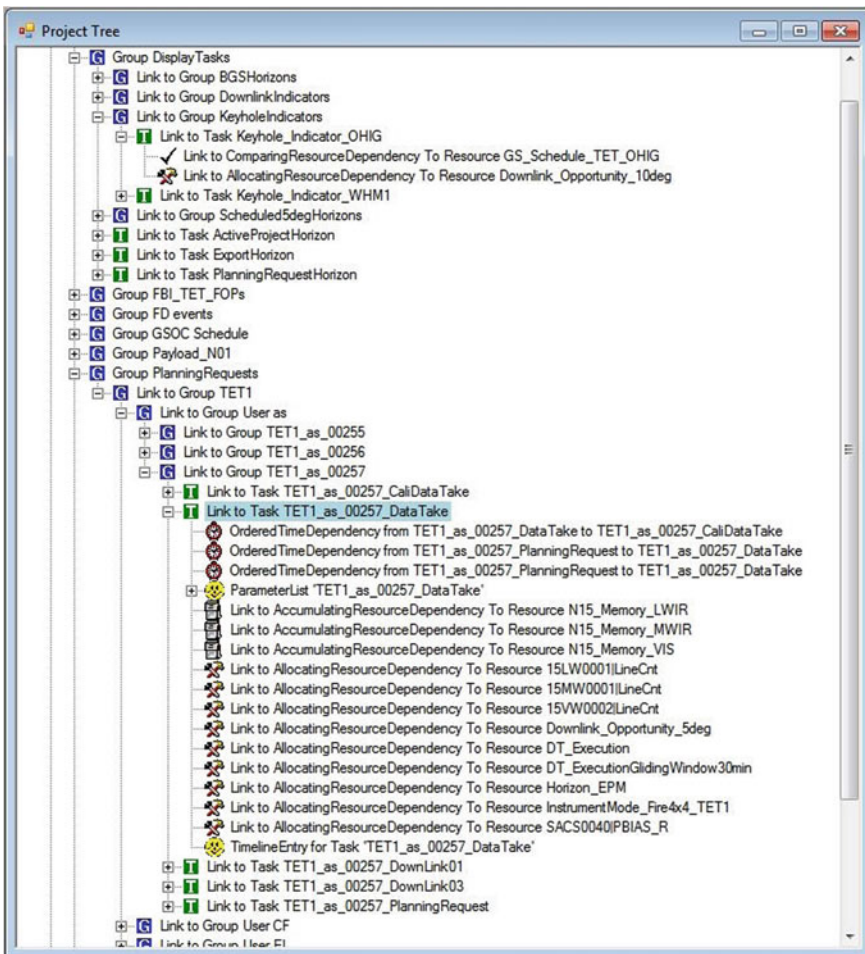 Project Tree
Group DisplayTasks
Link to Group BGSHorizons
Link to Group DownlinkIndicators
Link to Group KeyholeIndicators
Link to Task Keyhole_Indicator_OHIG
Link to ComparingResourceDependency To Resource GS_Schedule_TET_OHIG
Link to AllocatingResourceDependency To Resource Downlink_Opportunity_10deg
Link to Task Keyhole_Indicator_WHM1
Link to Group Scheduled5degHorizons
Link to Task ActiveProjectHorizon
Link to Task ExportHorizon
Link to Task PlanningRequestHorizon
Group FBI_TET_FOPs
Group FD events
Group GSOC Schedule
Group Payload_N01
Group PlanningRequests
Link to Group TET1
Link to Group User as
Link to Group TET1_as_00255
Link to Group TET1_as_00256
Link to Group TET1_as_00257
Link to Task TET1_as_00257_CaliDataTake
Link to Task TET1_as_00257_DataTake
OrderedTimeDependency from TET1_as_00257_DataTake to TET1_as_00257_CaliDataTake
OrderedTimeDependency from TET1_as_00257_PlanningRequest to TET1_as_00257_DataTake
OrderedTimeDependency from TET1_as_00257_PlanningRequest to TET1_as_00257_DataTake
ParameterList 'TET1_as_00257_DataTake'
Link to AccumulatingResourceDependency To Resource N15_Memory_LWIR
Link to AccumulatingResourceDependency To Resource N15_Memory_MWIR
Link to AccumulatingResourceDependency To Resource N15_Memory_VIS
Link to AllocatingResourceDependency To Resource 15LW0001|LineCnt
Link to AllocatingResourceDependency To Resource 15MW0001|LineCnt
Link to AllocatingResourceDependency To Resource 15VW0002|LineCnt
Link to AllocatingResourceDependency To Resource Downlink_Opportunity_5deg
Link to AllocatingResourceDependency To Resource DT_Execution
Link to AllocatingResourceDependency To Resource DT_ExecutionGlidingWindow30min
Link to AllocatingResourceDependency To Resource Horizon_EPM
Link to AllocatingResourceDependency To Resource InstrumentMode_Fire4x4_TET1
Link to AllocatingResourceDependency To Resource SACS0040|PBIAS_R
TimelineEntry for Task 'TET1_as_00257_DataTake'
Link to Task TET1_as_00257_DownLink01
Link to Task TET1_as_00257_DownLink03
Link to Task TET1_as_00257_PlanningRequest
Link to Group User CF
Link to Group User